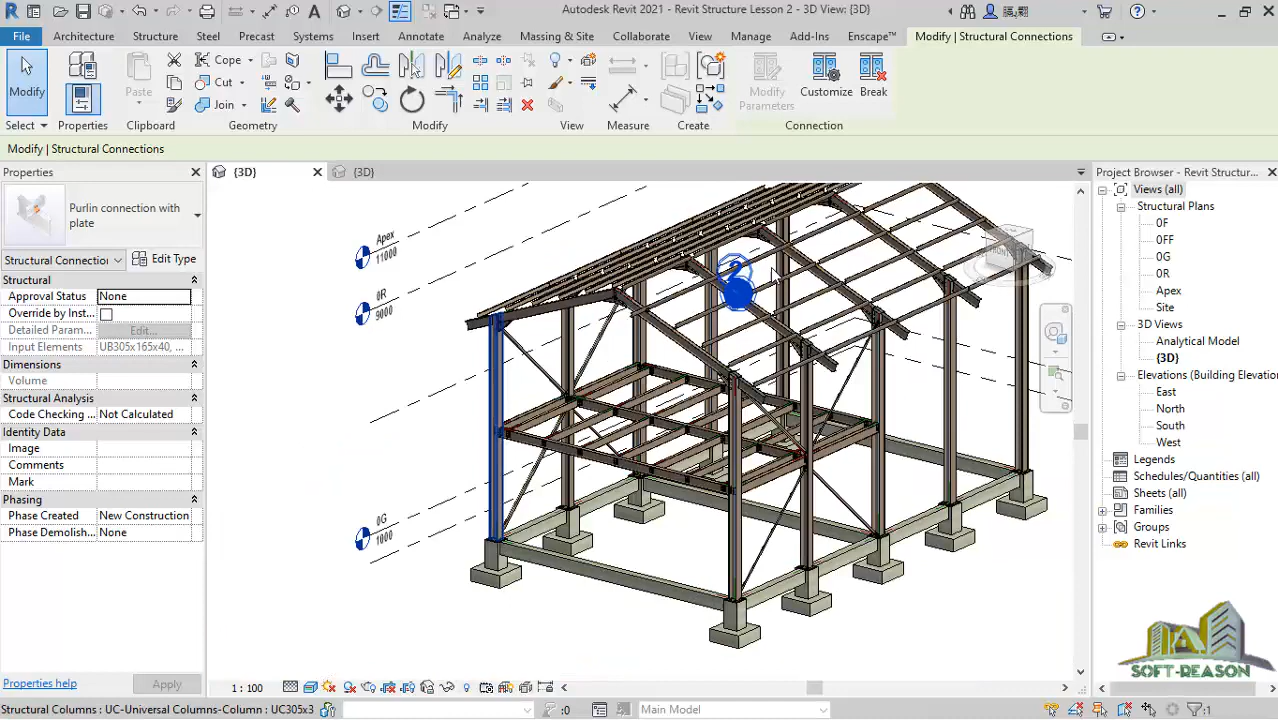 Autodesk Revit 2021 - Revit Structure Lesson 2 - 3D View: {3D}
File Architecture Structure Steel Precast Systems Insert Annotate Analyze Massing & Site Collaborate View Manage Add-Ins Enscape™ Modify | Structural Connections
Modify
Properties
Paste
Cope
Cut
Join
Modify Parameters
Customize
Break
Select
Properties
Clipboard
Geometry
Modify
View
Measure
Create
Connection
Modify | Structural Connections
Properties
{3D}
{3D}
Project Browser - Revit Structur...
Purlin connection with plate
Structural Connectio
Edit Type
Structural
Approval Status None
Override by Inst...
Detailed Param... Edit...
Input Elements UB305x165x40, ...
Dimensions
Volume
Structural Analysis
Code Checking ... Not Calculated
Identity Data
Image
Comments
Mark
Phasing
Phase Created New Construction
Phase Demolish... None
Properties help
Apply
Apex
11000
0R
9000
0G
1000
2
Views (all)
Structural Plans
0F
0FF
0G
0R
Apex
Site
3D Views
Analytical Model
{3D}
Elevations (Building Elevation
East
North
South
West
Legends
Schedules/Quantities (all)
Sheets (all)
Families
Groups
Revit Links
SOFT-REASON
1 : 100
Structural Columns : UC-Universal Columns-Column : UC305x3
:0
Main Model
:1